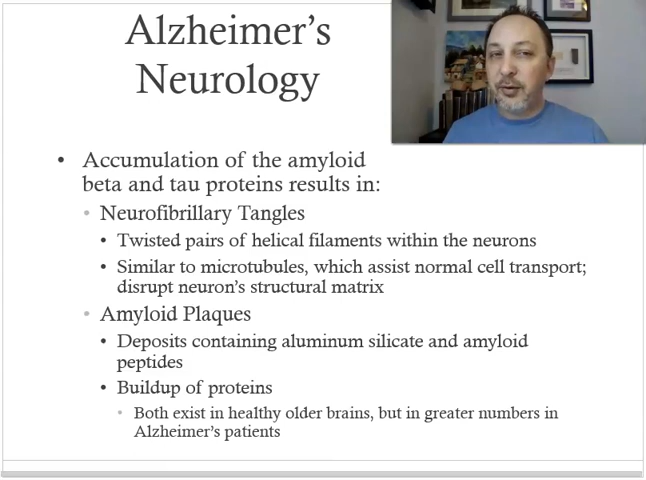 Alzheimer's
Neurology
• Accumulation of the amyloid
beta and tau proteins results in:
• Neurofibrillary Tangles
• Twisted pairs of helical filaments within the neurons
• Similar to microtubules, which assist normal cell transport;
disrupt neuron's structural matrix
• Amyloid Plaques
• Deposits containing aluminum silicate and amyloid
peptides
• Buildup of proteins
• Both exist in healthy older brains, but in greater numbers in
Alzheimer's patients